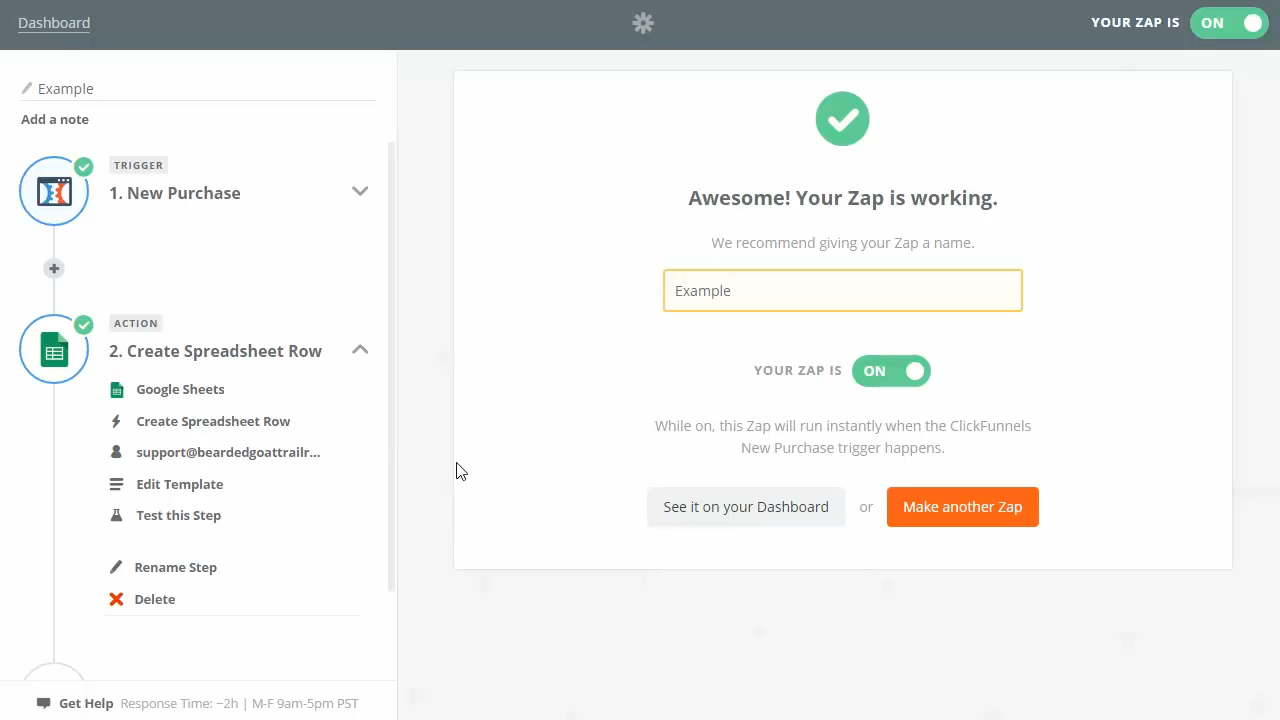 Dashboard
YOUR ZAP IS ON
Example
Add a note
TRIGGER
1. New Purchase
ACTION
2. Create Spreadsheet Row
Google Sheets
Create Spreadsheet Row
support@beardedgoattrailr...
Edit Template
Test this Step
Rename Step
Delete
Get Help Response Time: ~2h | M-F 9am-5pm PST
Awesome! Your Zap is working.
We recommend giving your Zap a name.
Example
YOUR ZAP IS ON
While on, this Zap will run instantly when the ClickFunnels
New Purchase trigger happens.
See it on your Dashboard or Make another Zap